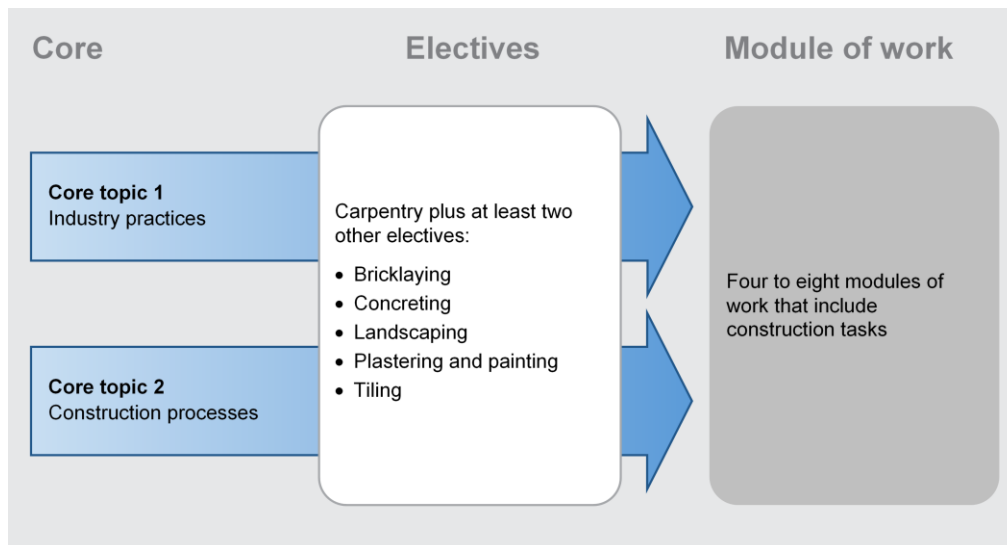 Core
Electives
Module of work
Core topic 1
Industry practices
Carpentry plus at least two
other electives:
• Bricklaying
• Concreting
• Landscaping
• Plastering and painting
• Tiling
Core topic 2
Construction processes
Four to eight modules of
work that include
construction tasks